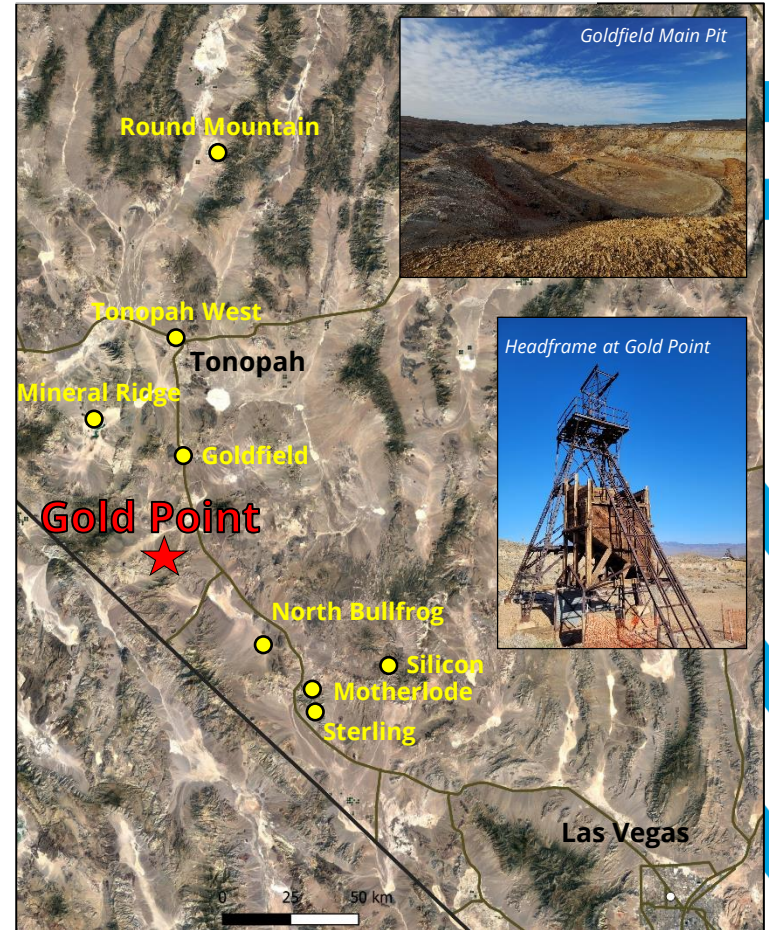 Goldfield Main Pit
Round Mountain
Tonopah West
Tonopah
Headframe at Gold Point
Mineral Ridge
Goldfield
Gold Point
North Bullfrog
Silicon
Motherlode
Sterling
Las Vegas
0 25 50 km